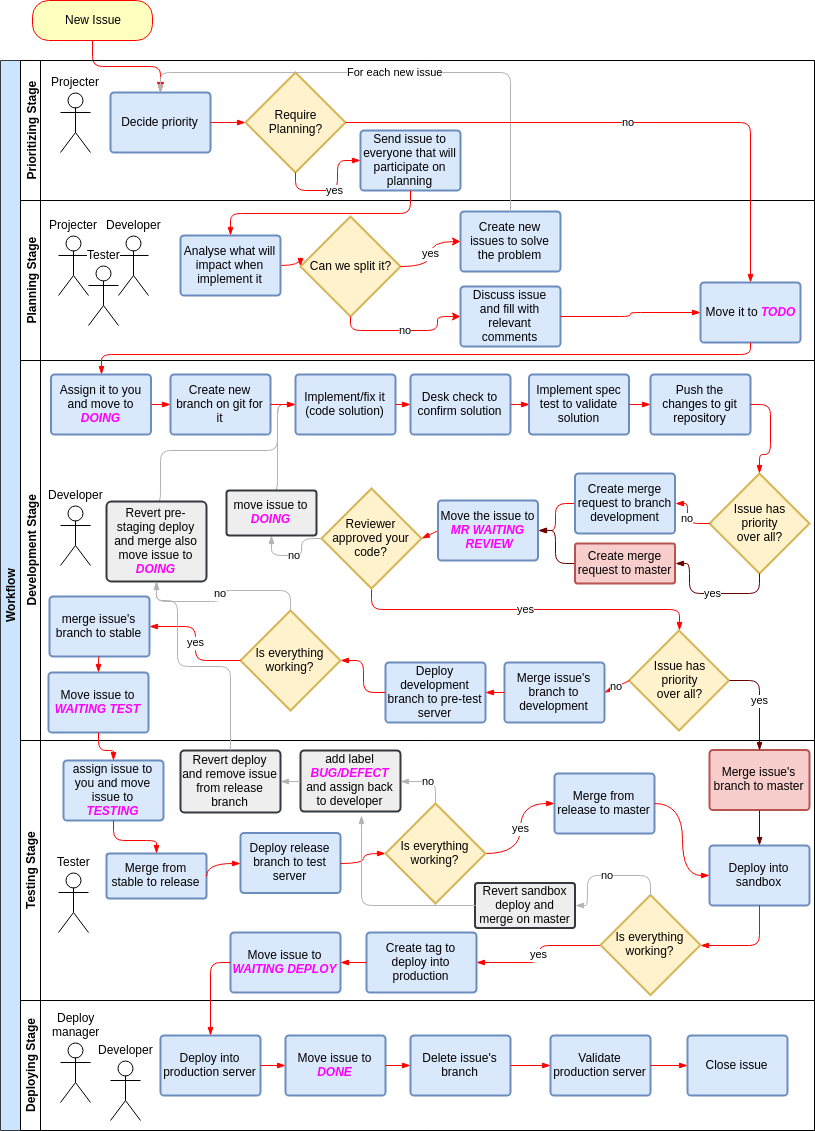 New Issue
Workflow
Prioritizing Stage
Projecter
For each new issue
Decide priority
Require
Planning?
no
yes
Send issue to
everyone that will
participate on
planning
Planning Stage
Projecter
Developer
Tester
Analyse what will
impact when
implement it
Can we split it?
yes
no
Create new
issues to solve
the problem
Discuss issue
and fill with
relevant
comments
Move it to TODO
Development Stage
Assign it to you
and move to
DOING
Create new
branch on git for
it
Implement/fix it
(code solution)
Desk check to
confirm solution
Implement spec
test to validate
solution
Push the
changes to git
repository
Developer
Revert pre-
staging deploy
and merge also
move issue to
DOING
move issue to
DOING
no
Reviewer
approved your
code?
Move the issue to
MR WAITING
REVIEW
Create merge
request to branch
development
Create merge
request to master
no
yes
Issue has
priority
over all?
yes
no
merge issue's
branch to stable
yes
Is everything
working?
Deploy
development
branch to pre-test
server
Merge issue's
branch to
development
no
Issue has
priority
over all?
yes
Move issue to
WAITING TEST
Testing Stage
assign issue to
you and move
issue to
TESTING
Revert deploy
and remove issue
from release
branch
add label
BUG/DEFECT
and assign back
to developer
no
Merge from
release to master
Merge issue's
branch to master
Tester
Merge from
stable to release
Deploy release
branch to test
server
Is everything
working?
yes
Deploy into
sandbox
Revert sandbox
deploy and
merge on master
no
Is everything
working?
yes
Move issue to
WAITING DEPLOY
Create tag to
deploy into
production
Deploying Stage
Deploy
manager
Developer
Deploy into
production server
Move issue to
DONE
Delete issue's
branch
Validate
production server
Close issue